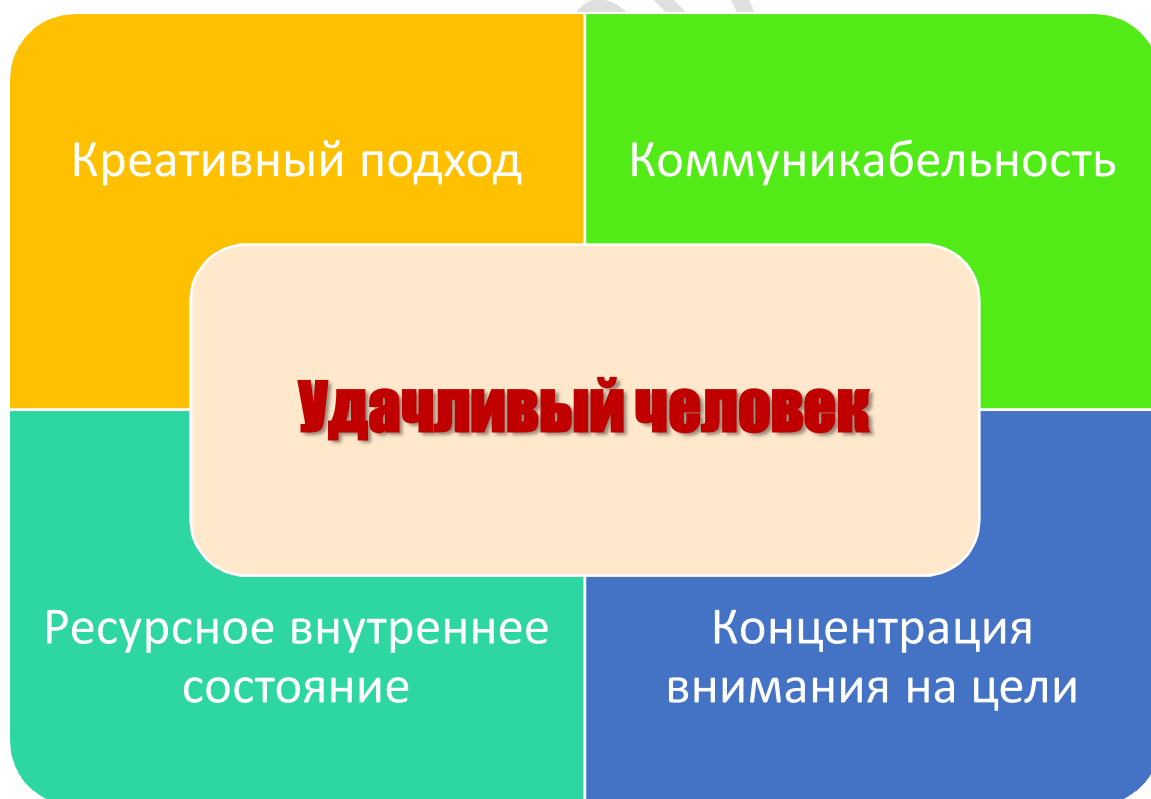 Креативный подход
Коммуникабельность
Удачливый человек
Ресурсное внутреннее
состояние
Концентрация
внимания на цели